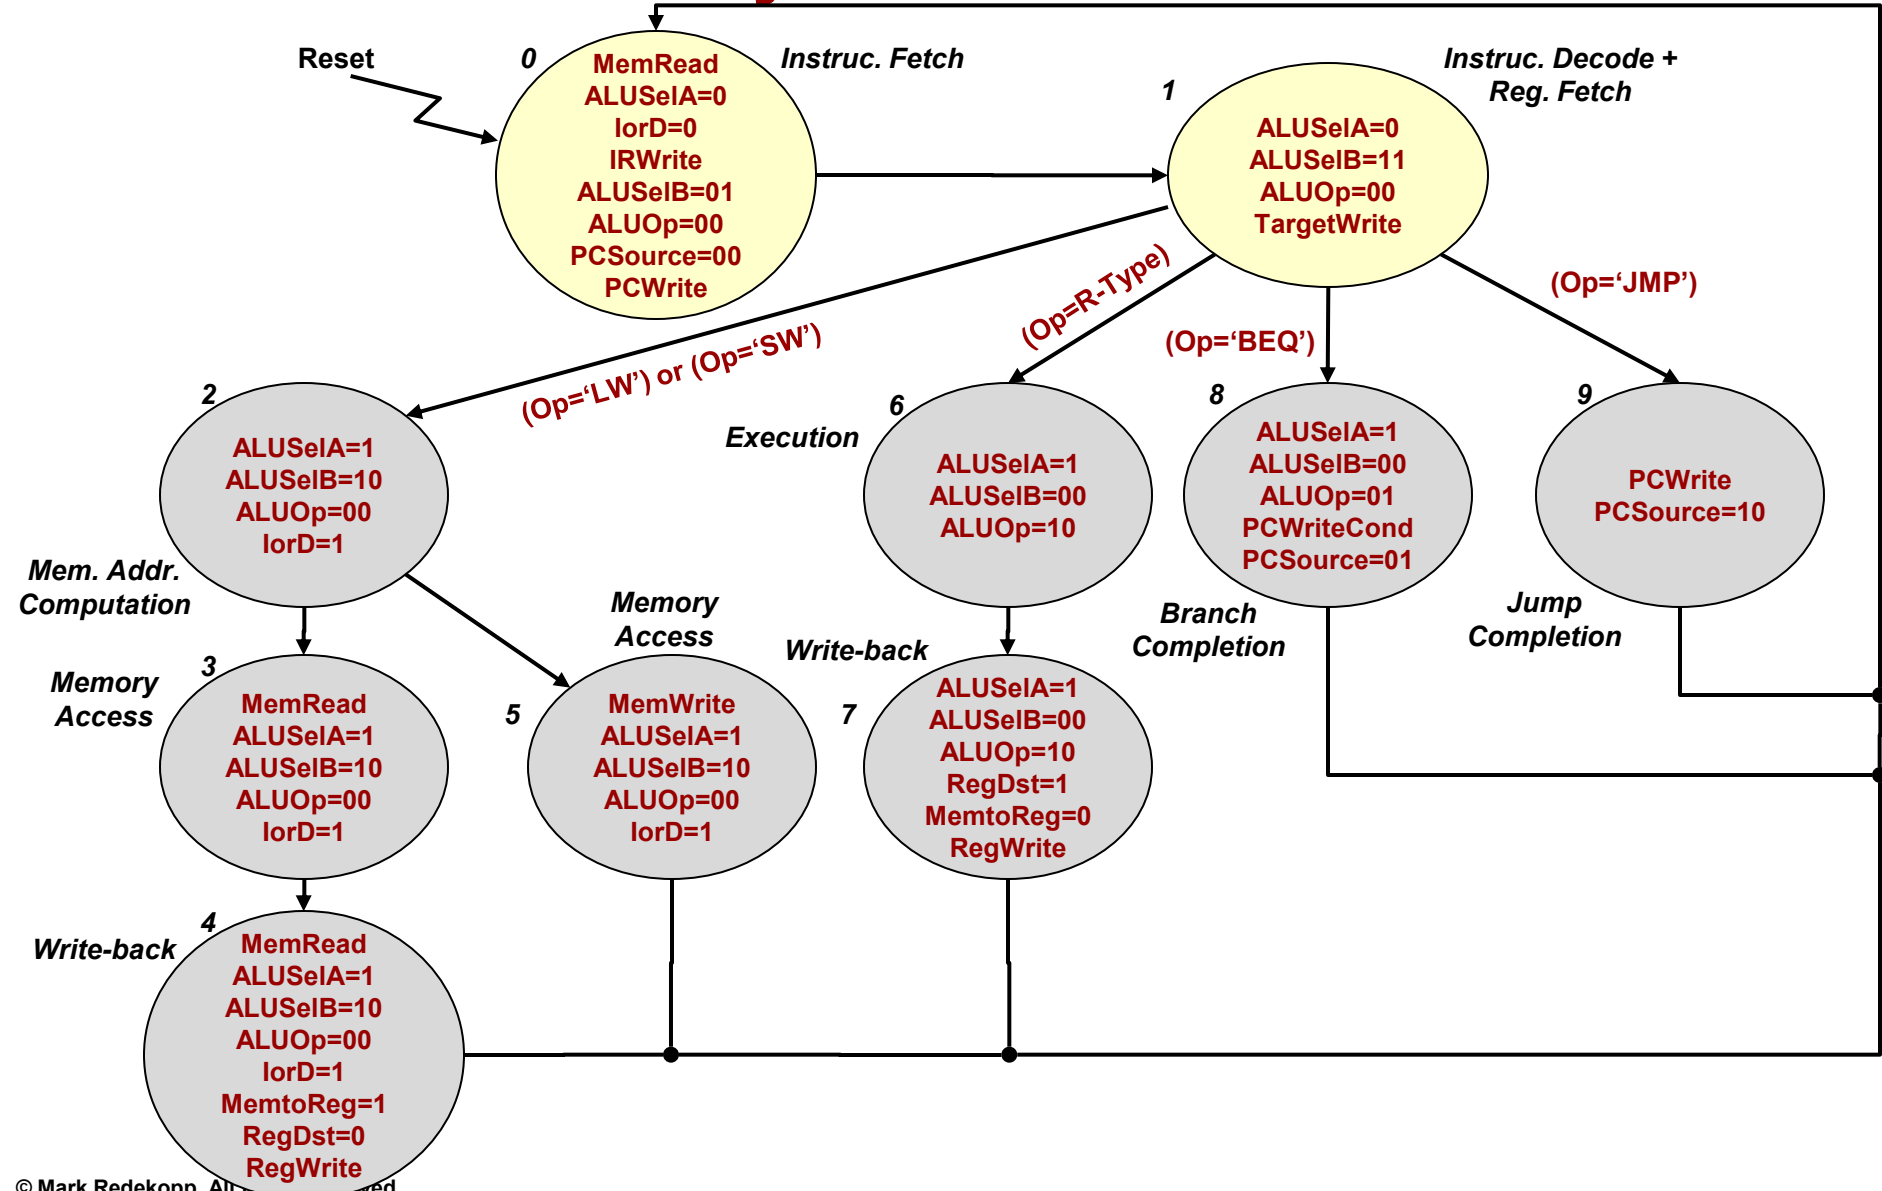 Reset
0
Instruc. Fetch
MemRead
ALUSelA=0
IorD=0
IRWrite
ALUSelB=01
ALUOp=00
PCSource=00
PCWrite
1
Instruc. Decode +
Reg. Fetch
ALUSelA=0
ALUSelB=11
ALUOp=00
TargetWrite
(Op=‘LW’) or (Op=‘SW’)
(Op=R-Type)
(Op=‘BEQ’)
(Op=‘JMP’)
2
ALUSelA=1
ALUSelB=10
ALUOp=00
IorD=1
Mem. Addr.
Computation
6
Execution
ALUSelA=1
ALUSelB=00
ALUOp=10
8
ALUSelA=1
ALUSelB=00
ALUOp=01
PCWriteCond
PCSource=01
Branch
Completion
9
PCWrite
PCSource=10
Jump
Completion
3
Memory
Access
MemRead
ALUSelA=1
ALUSelB=10
ALUOp=00
IorD=1
Memory
Access
5
MemWrite
ALUSelA=1
ALUSelB=10
ALUOp=00
IorD=1
Write-back
7
ALUSelA=1
ALUSelB=00
ALUOp=10
RegDst=1
MemtoReg=0
RegWrite
4
Write-back
MemRead
ALUSelA=1
ALUSelB=10
ALUOp=00
IorD=1
MemtoReg=1
RegDst=0
RegWrite
© Mark Redekopp, All